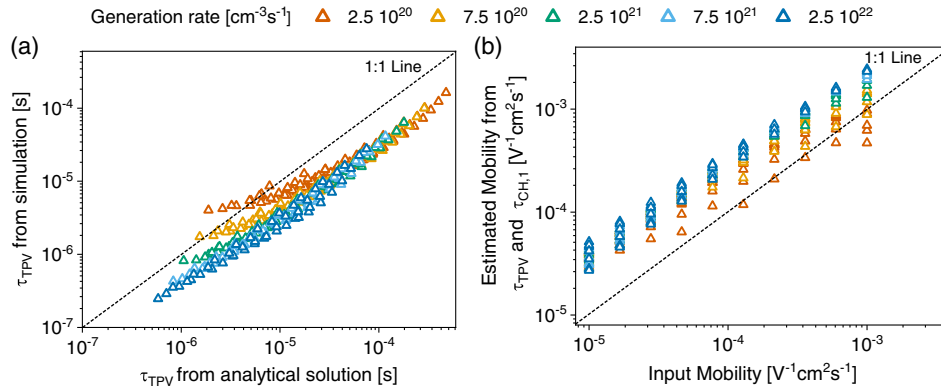 Generation rate [cm⁻³s⁻¹] 2.5 10²⁰ 7.5 10²⁰ 2.5 10²¹ 7.5 10²¹ 2.5 10²²
(a)
1:1 Line
10⁻⁴
10⁻⁵
10⁻⁶
10⁻⁷
τTPV from simulation [s]
10⁻⁷ 10⁻⁶ 10⁻⁵ 10⁻⁴
τTPV from analytical solution [s]
(b)
1:1 Line
10⁻³
10⁻⁴
10⁻⁵
Estimated Mobility from
τTPV and τCH,1 [V⁻¹cm²s⁻¹]
10⁻⁵ 10⁻⁴ 10⁻³
Input Mobility [V⁻¹cm²s⁻¹]